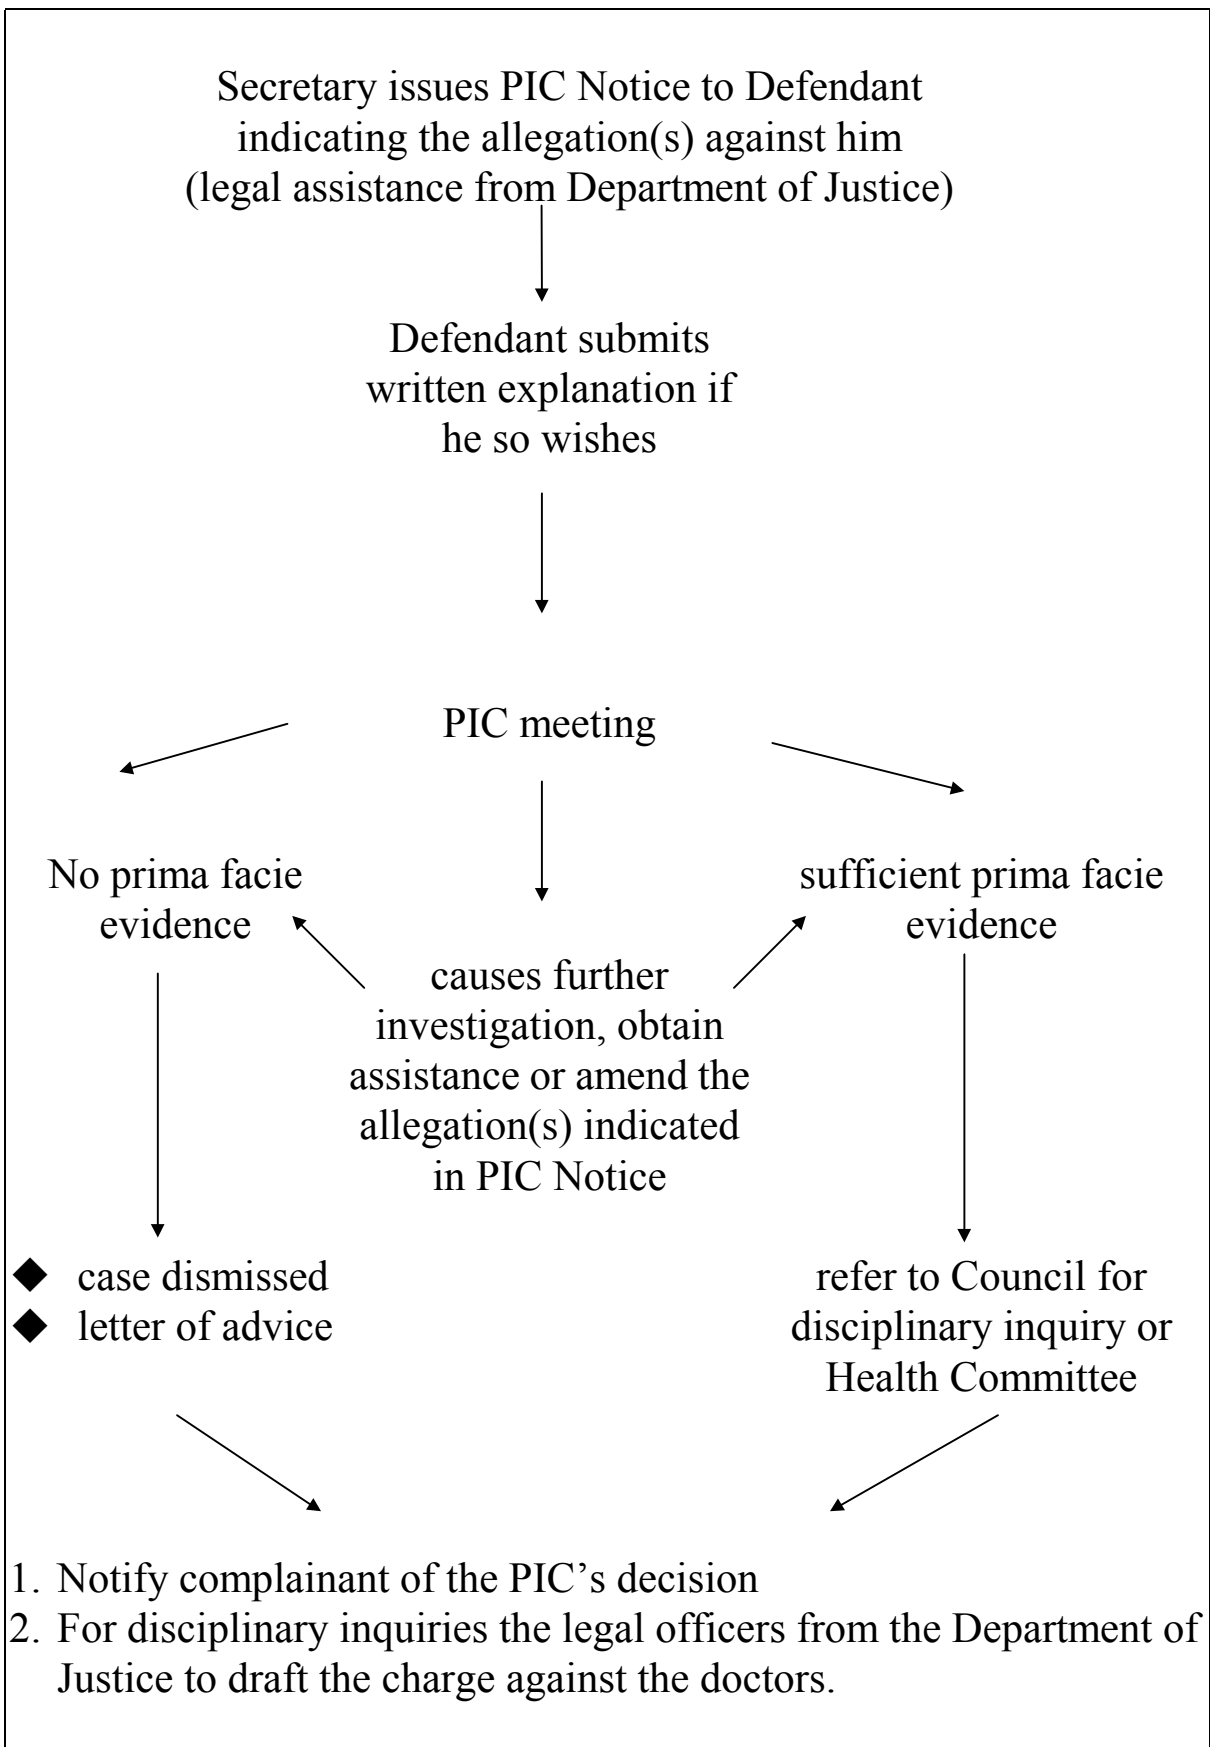 Secretary issues PIC Notice to Defendant
indicating the allegation(s) against him
(legal assistance from Department of Justice)
Defendant submits
written explanation if
he so wishes
PIC meeting
No prima facie
evidence
sufficient prima facie
evidence
causes further
investigation, obtain
assistance or amend the
allegation(s) indicated
in PIC Notice
◆ case dismissed
◆ letter of advice
refer to Council for
disciplinary inquiry or
Health Committee
1. Notify complainant of the PIC’s decision
2. For disciplinary inquiries the legal officers from the Department of
Justice to draft the charge against the doctors.